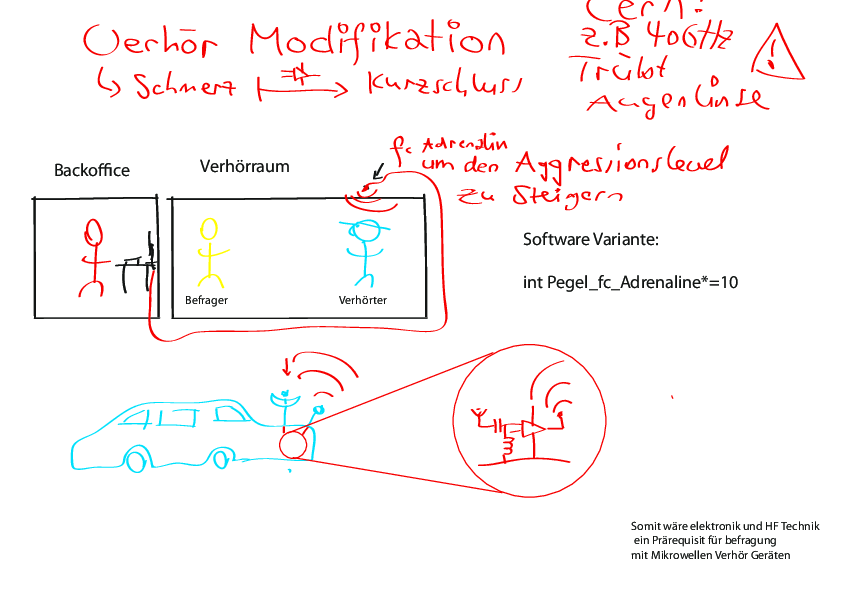 Verhör Modifikation
↳ Schmerz Kurzschluss
Cern:
z.B 40GHz
Trübt
Augenlinse
!
fc Adrenalin
um den Aggressionslevel
zu Steigern
Backoffice
Verhörraum
Befrager
Verhörter
Software Variante:
int Pegel_fc_Adrenaline*=10
Somit wäre elektronik und HF Technik
ein Prärequisit für befragung
mit Mikrowellen Verhör Geräten